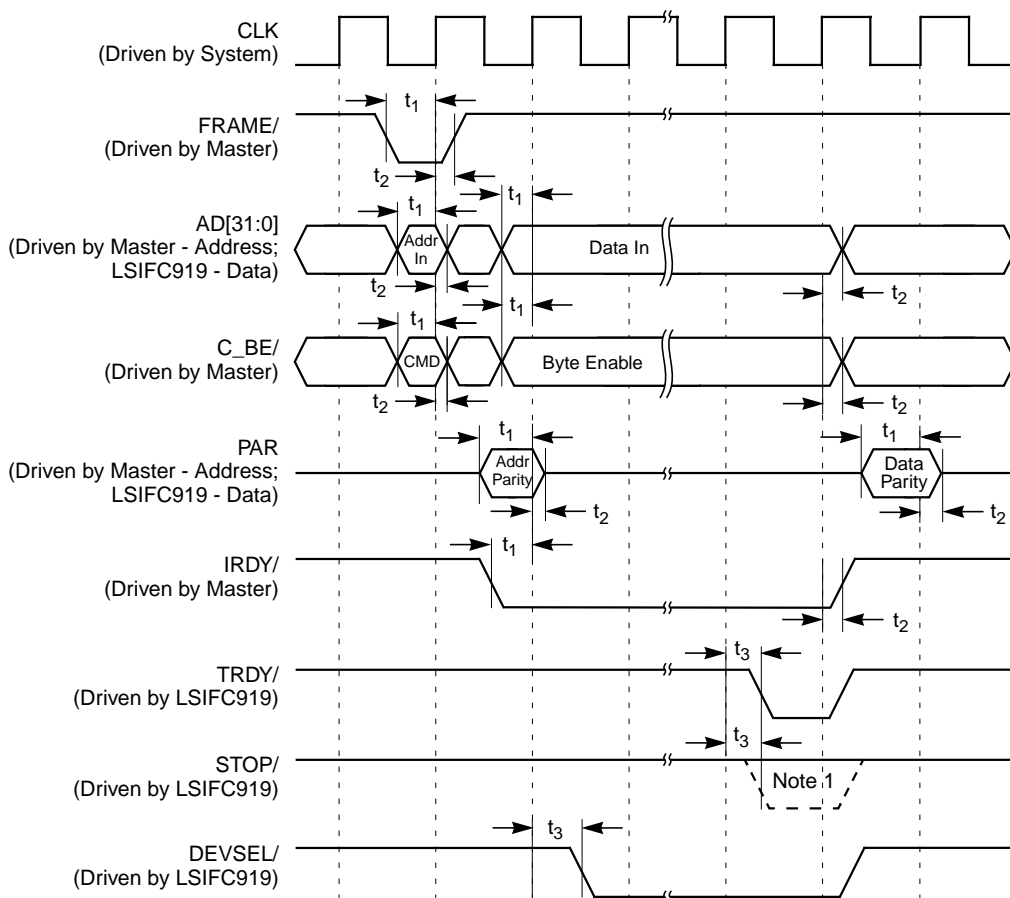 CLK
(Driven by System)
t1
FRAME/
(Driven by Master)
t2
t1
t1
AD[31:0]
(Driven by Master - Address;
LSIFC919 - Data)
Addr
In
Data In
t2
t1
t2
t1
C_BE/
(Driven by Master)
CMD
Byte Enable
t2
t2
PAR
(Driven by Master - Address;
LSIFC919 - Data)
t1
Addr
Parity
t2
t1
Data
Parity
t2
t1
IRDY/
(Driven by Master)
t2
TRDY/
(Driven by LSIFC919)
t3
t3
STOP/
(Driven by LSIFC919)
Note 1
t3
DEVSEL/
(Driven by LSIFC919)